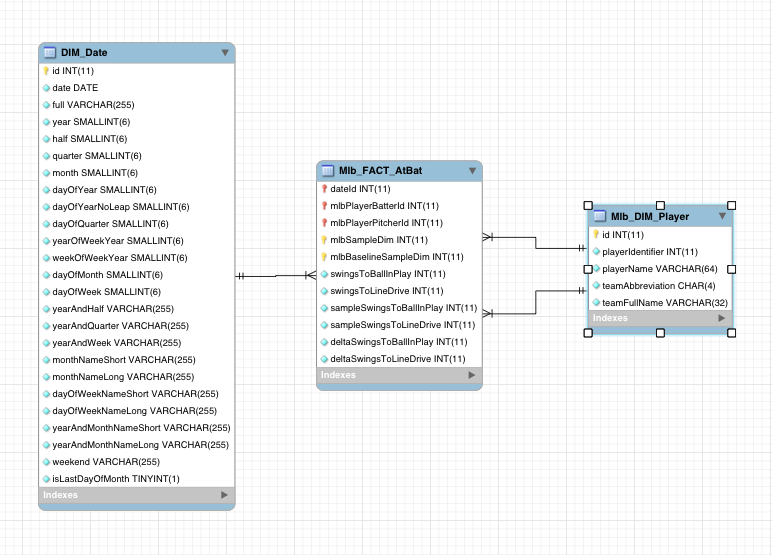 DIM_Date
id INT(11)
date DATE
full VARCHAR(255)
year SMALLINT(6)
half SMALLINT(6)
quarter SMALLINT(6)
month SMALLINT(6)
dayOfYear SMALLINT(6)
dayOfYearNoLeap SMALLINT(6)
dayOfQuarter SMALLINT(6)
yearOfWeekYear SMALLINT(6)
weekOfWeekYear SMALLINT(6)
dayOfMonth SMALLINT(6)
dayOfWeek SMALLINT(6)
yearAndHalf VARCHAR(255)
yearAndQuarter VARCHAR(255)
yearAndWeek VARCHAR(255)
monthNameShort VARCHAR(255)
monthNameLong VARCHAR(255)
dayOfWeekNameShort VARCHAR(255)
dayOfWeekNameLong VARCHAR(255)
yearAndMonthNameShort VARCHAR(255)
yearAndMonthNameLong VARCHAR(255)
weekend VARCHAR(255)
isLastDayOfMonth TINYINT(1)
Indexes
Mlb_FACT_AtBat
dateId INT(11)
mlbPlayerBatterId INT(11)
mlbPlayerPitcherId INT(11)
mlbSampleDim INT(11)
mlbBaselineSampleDim INT(11)
swingsToBallInPlay INT(11)
swingsToLineDrive INT(11)
sampleSwingsToBallInPlay INT(11)
sampleSwingsToLineDrive INT(11)
deltaSwingsToBallInPlay INT(11)
deltaSwingsToLineDrive INT(11)
Indexes
Mlb_DIM_Player
id INT(11)
playerIdentifier INT(11)
playerName VARCHAR(64)
teamAbbreviation CHAR(4)
teamFullName VARCHAR(32)
Indexes